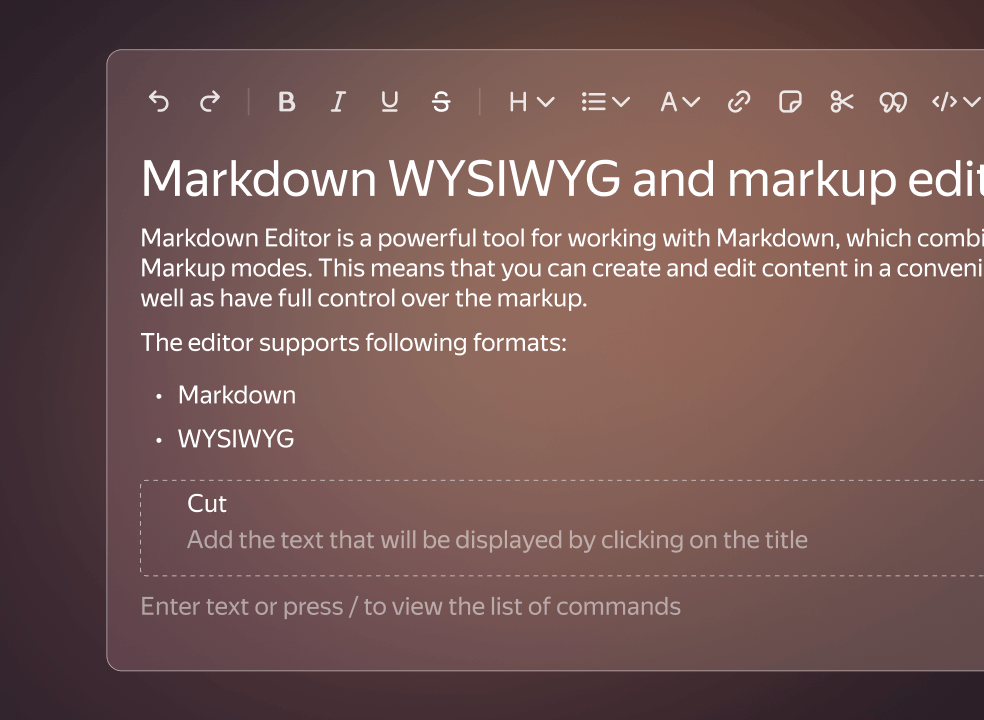 B I U S H A </>
Markdown WYSIWYG and markup
Markdown Editor is a powerful tool for working with Markdown, which
Markup modes. This means that you can create and edit content in a
well as have full control over the markup.
The editor supports following formats:
• Markdown
• WYSIWYG
Cut
Add the text that will be displayed by clicking on the title
Enter text or press / to view the list of commands